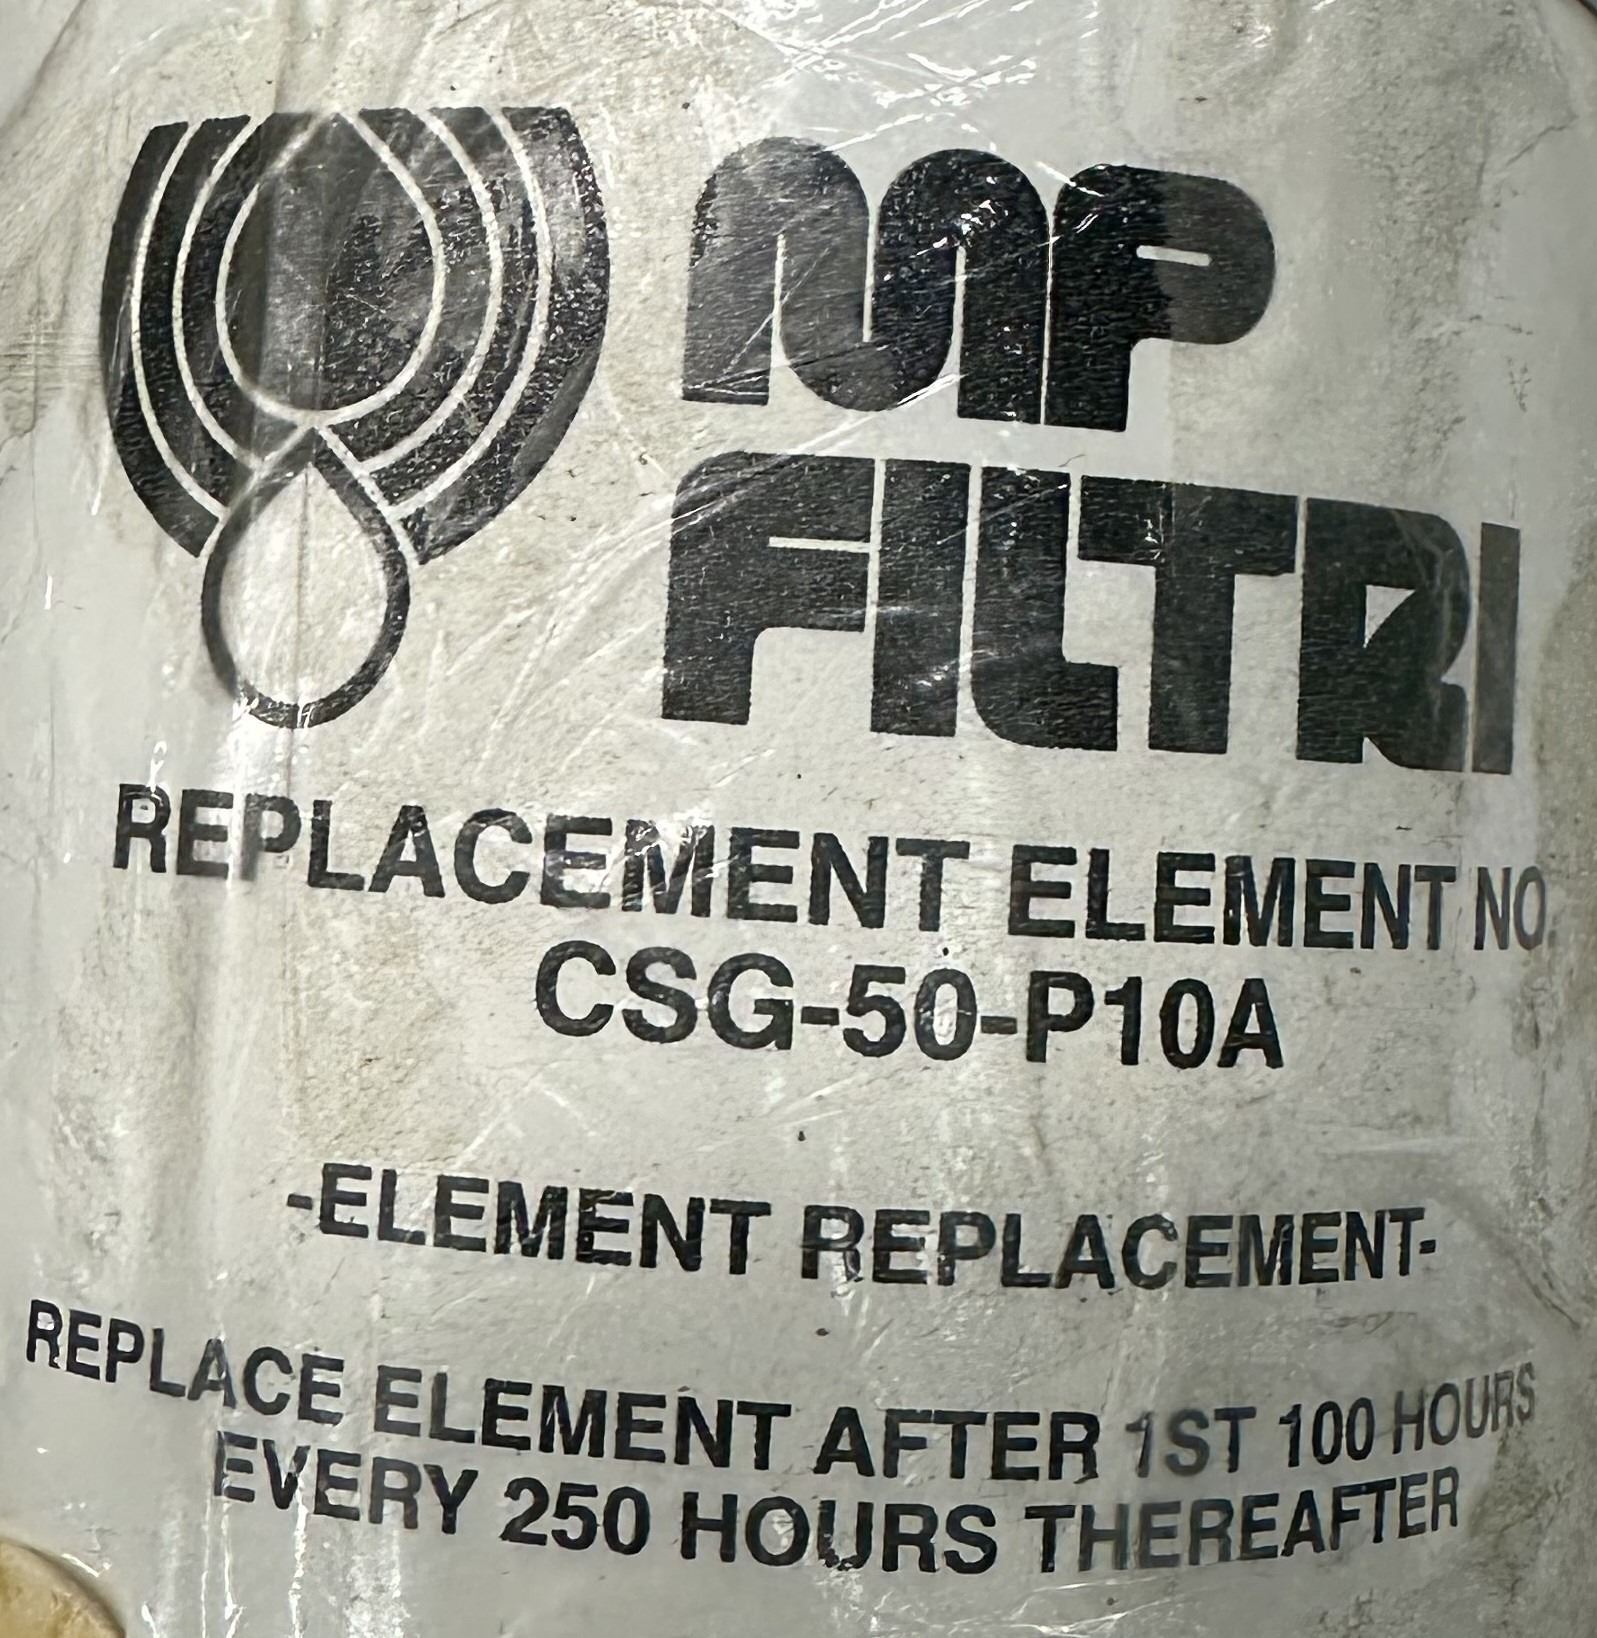 MP
FILTRI
REPLACEMENT ELEMENT NO.
CSG-50-P10A
-ELEMENT REPLACEMENT-
REPLACE ELEMENT AFTER 1ST 100 HOURS
EVERY 250 HOURS THEREAFTER